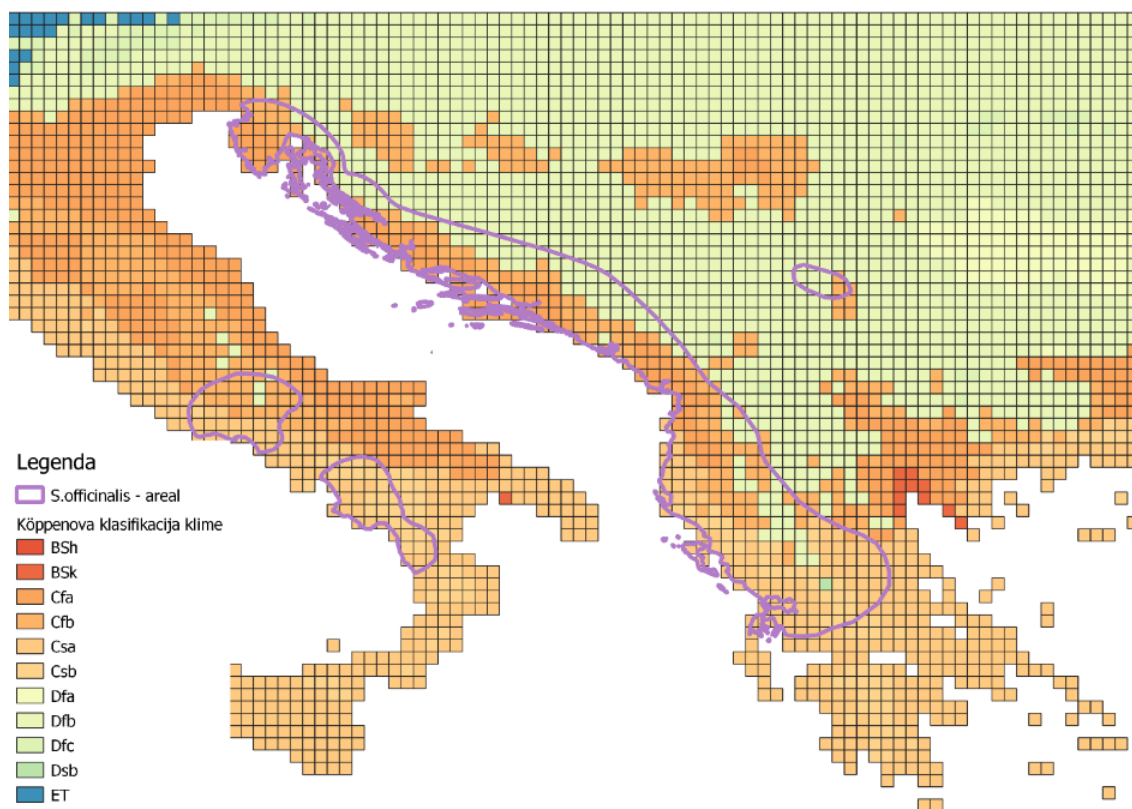 Legenda
S.officinalis - areal
Köppenova klasifikacija klime
BSh
BSk
Cfa
Cfb
Csa
Csb
Dfa
Dfb
Dfc
Dsb
ET